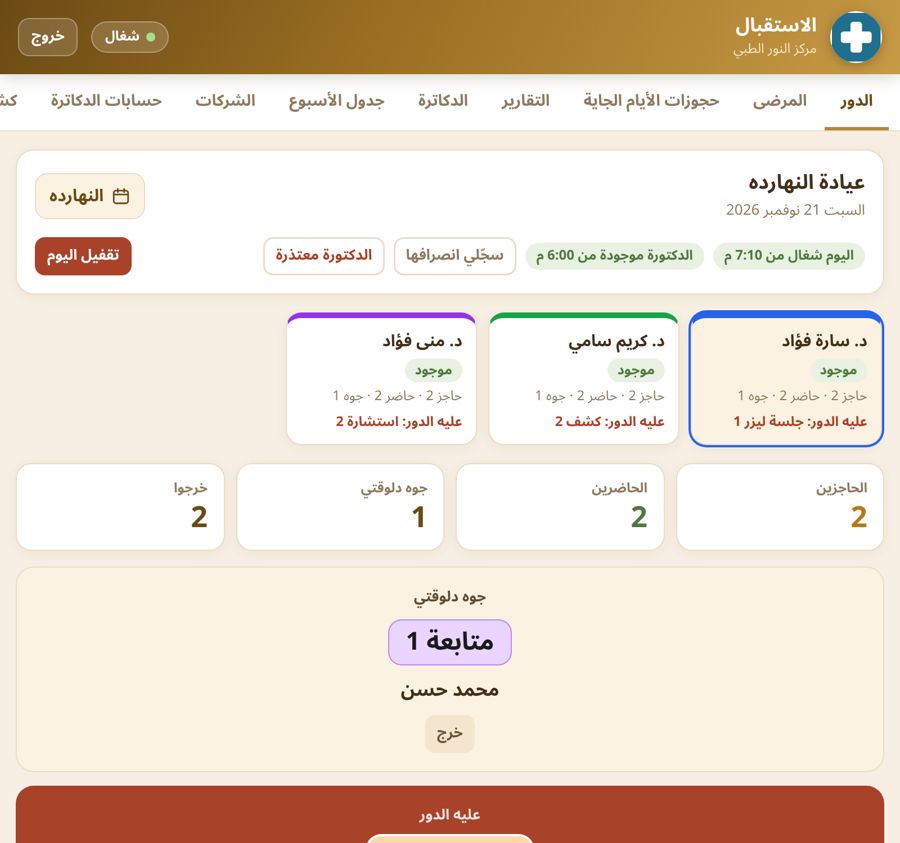 الاستقبال
مركز النور الطبي
شغال
خروج
الدور
المرضى
حجوزات الأيام الجاية
التقارير
الدكاترة
جدول الأسبوع
الشركات
حسابات الدكاترة
عيادة النهارده
السبت 21 نوفمبر 2026
النهارده
اليوم شغال من 7:10 م
الدكتورة موجودة من 6:00 م
سجّلي انصرافها
الدكتورة معتذرة
تقفيل اليوم
د. سارة فؤاد
موجود
حاجز 2 · حاضر 2 · جوه 1
عليه الدور: جلسة ليزر 1
د. كريم سامي
موجود
حاجز 2 · حاضر 2 · جوه 1
عليه الدور: كشف 2
د. منى فؤاد
موجود
حاجز 2 · حاضر 2 · جوه 1
عليه الدور: استشارة 2
الحاجزين
2
الحاضرين
2
جوه دلوقتي
1
خرجوا
2
جوه دلوقتي
متابعة 1
محمد حسن
خرج
عليه الدور